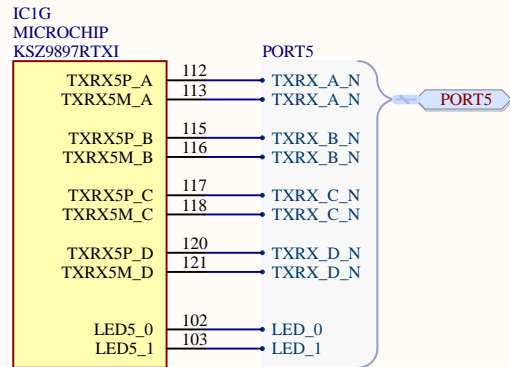 IC1G
MICROCHIP
KSZ9897RTXI PORT5
TXRX5P_A 112 TXRX_A_N
TXRX5M_A 113 TXRX_A_N
PORT5
TXRX5P_B 115 TXRX_B_N
TXRX5M_B 116 TXRX_B_N
TXRX5P_C 117 TXRX_C_N
TXRX5M_C 118 TXRX_C_N
TXRX5P_D 120 TXRX_D_N
TXRX5M_D 121 TXRX_D_N
LED5_0 102 LED_0
LED5_1 103 LED_1